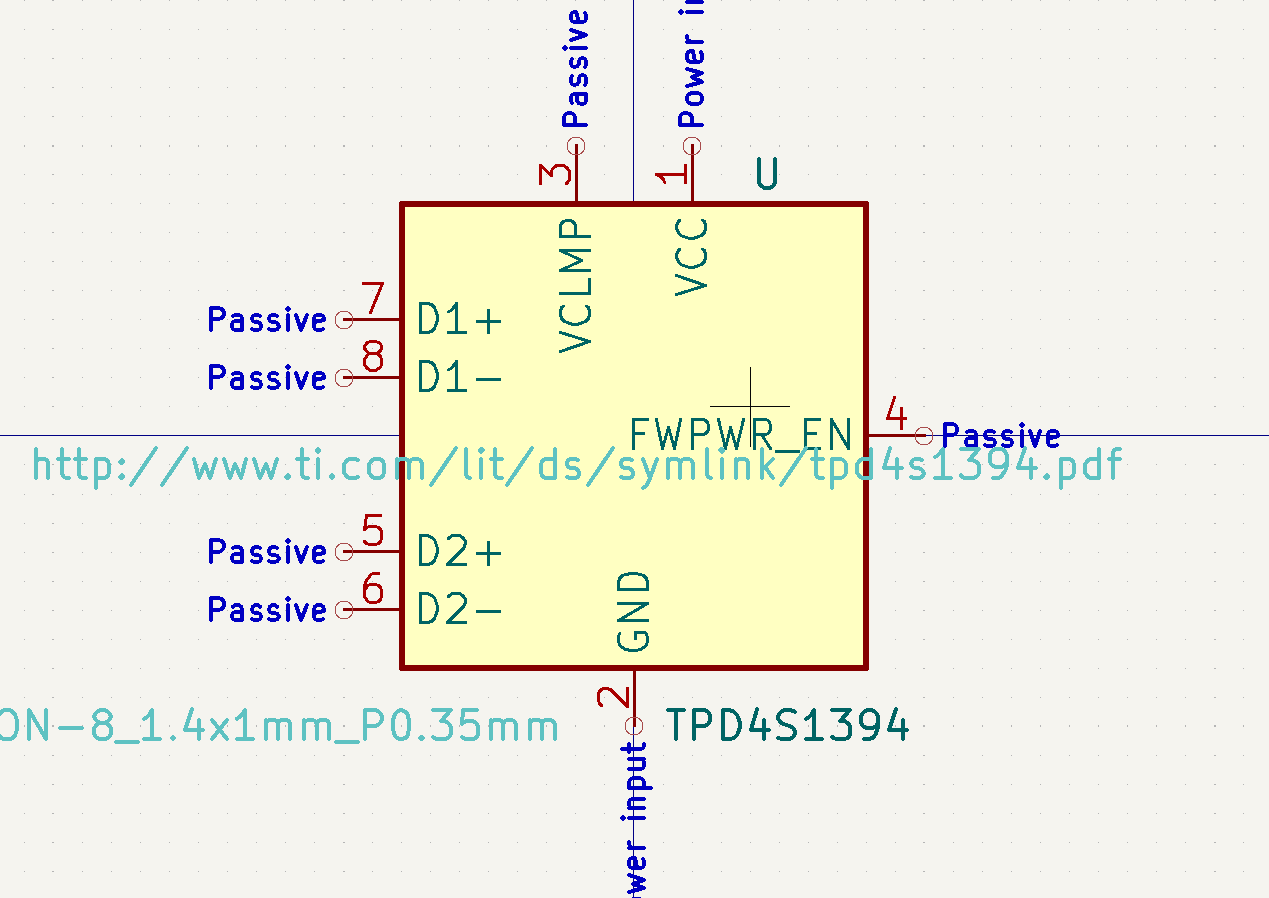 Passive
Power in
3
1
U
VCLMP
VCC
7
Passive
D1+
8
Passive
D1-
4
FWPWR_EN
Passive
http://www.ti.com/lit/ds/symlink/tpd4s1394.pdf
5
Passive
D2+
6
Passive
D2-
GND
2
ON-8_1.4x1mm_P0.35mm
TPD4S1394
wer input